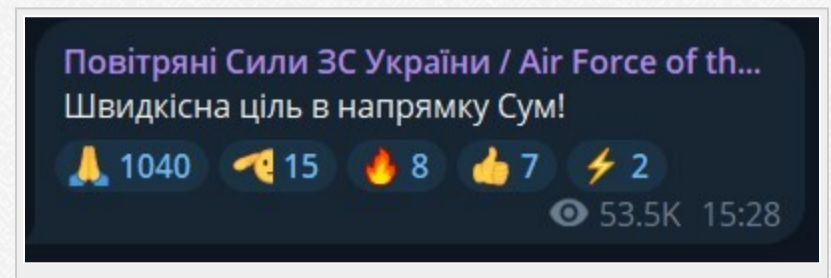 Повітряні Сили ЗС України / Air Force of th...
Швидкісна ціль в напрямку Сум!
🙏 1040 🫡 15 🔥 8 👍 7 ⚡ 2
53.5K 15:28